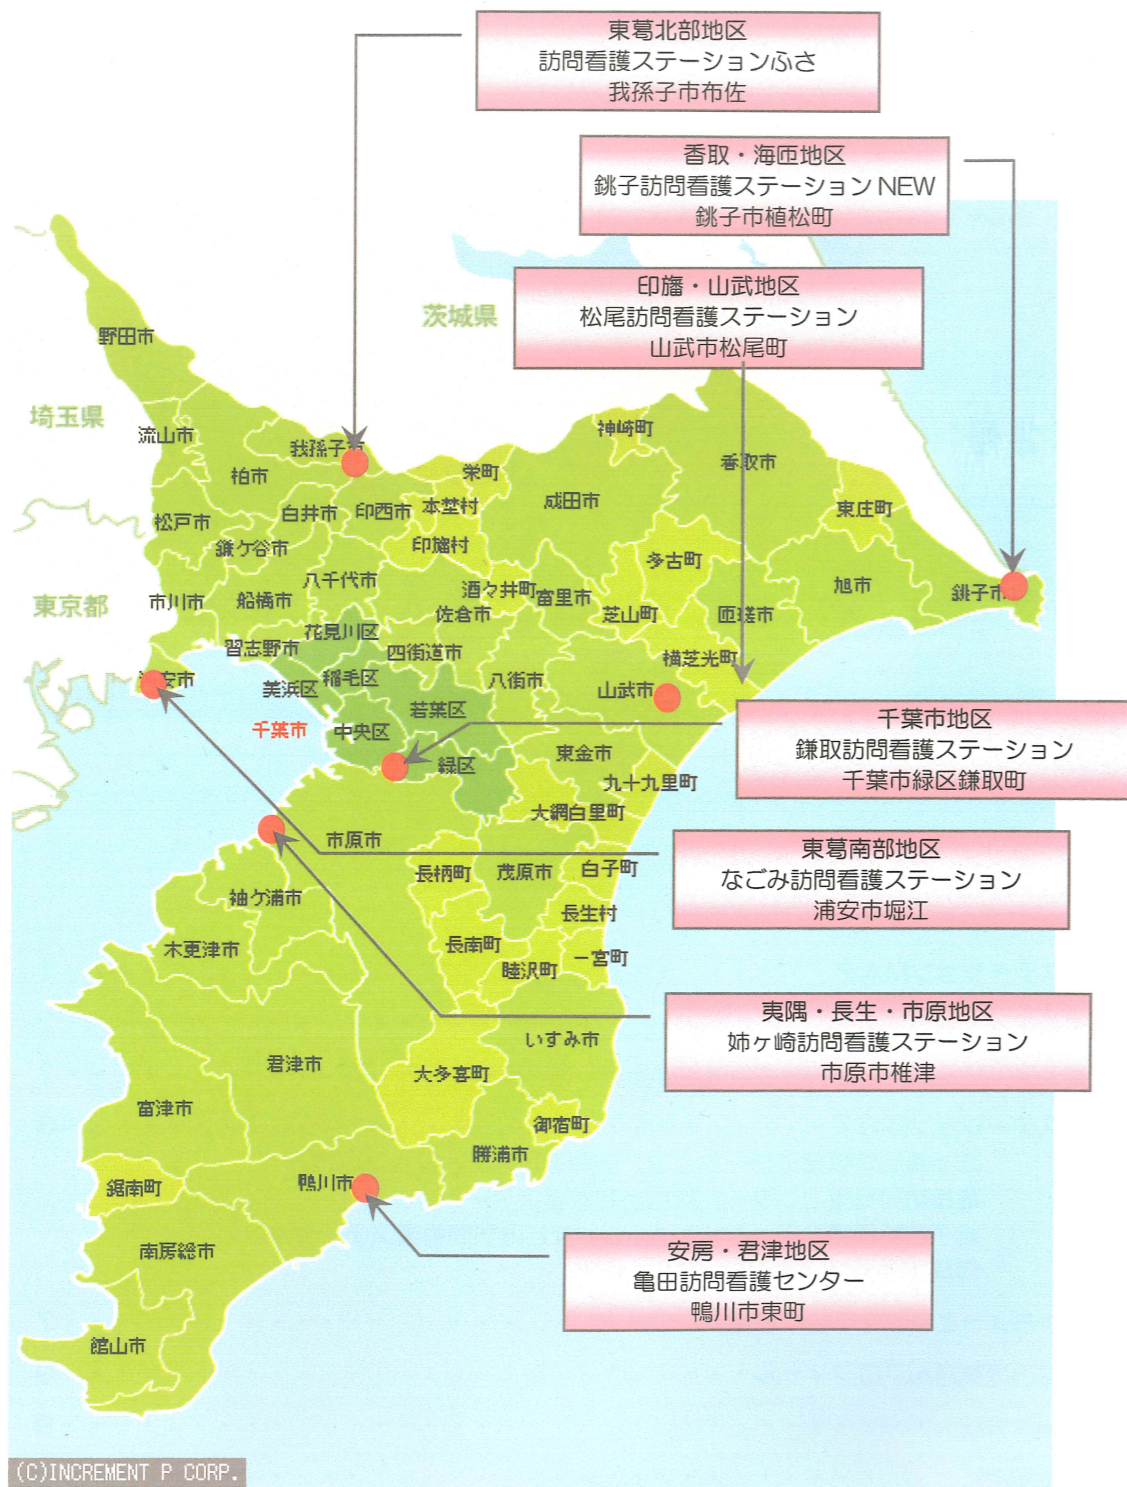 東葛北部地区
訪問看護ステーションふさ
我孫子市布佐
香取・海匝地区
銚子訪問看護ステーション NEW
銚子市植松町
印旛・山武地区
松尾訪問看護ステーション
山武市松尾町
茨城県
野田市
埼玉県
流山市
我孫子市
神崎町
柏市
栄町
香取市
成田市
松戸市
白井市
印西市
本埜村
東庄町
鎌ケ谷市
印旛村
多古町
八千代市
酒々井町
富里市
旭市
銚子市
東京都
市川市
船橋市
佐倉市
芝山町
匝瑳市
花見川区
習志野市
四街道市
横芝光町
浦安市
美浜区
稲毛区
八街市
山武市
若葉区
千葉市
中央区
緑区
東金市
千葉市地区
鎌取訪問看護ステーション
千葉市緑区鎌取町
九十九里町
大網白里町
市原市
東葛南部地区
なごみ訪問看護ステーション
浦安市堀江
長柄町
茂原市
白子町
袖ケ浦市
長生村
木更津市
長南町
睦沢町
一宮町
夷隅・長生・市原地区
姉ヶ崎訪問看護ステーション
市原市椎津
いすみ市
君津市
大多喜町
富津市
御宿町
勝浦市
鋸南町
鴨川市
南房総市
安房・君津地区
亀田訪問看護センター
鴨川市東町
館山市
(C)INCREMENT P CORP.